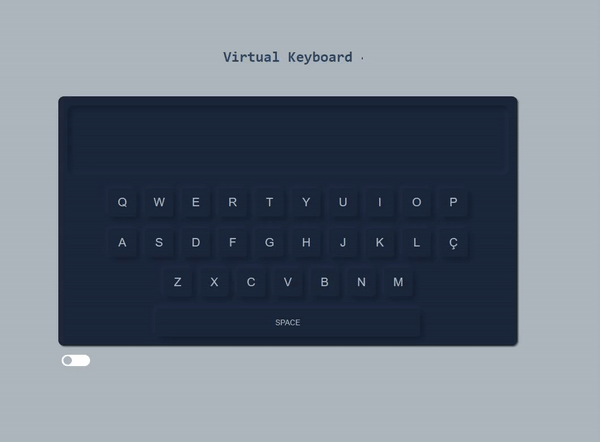 Virtual Keyboard
Q W E R T Y U I O P
A S D F G H J K L Ç
Z X C V B N M
SPACE